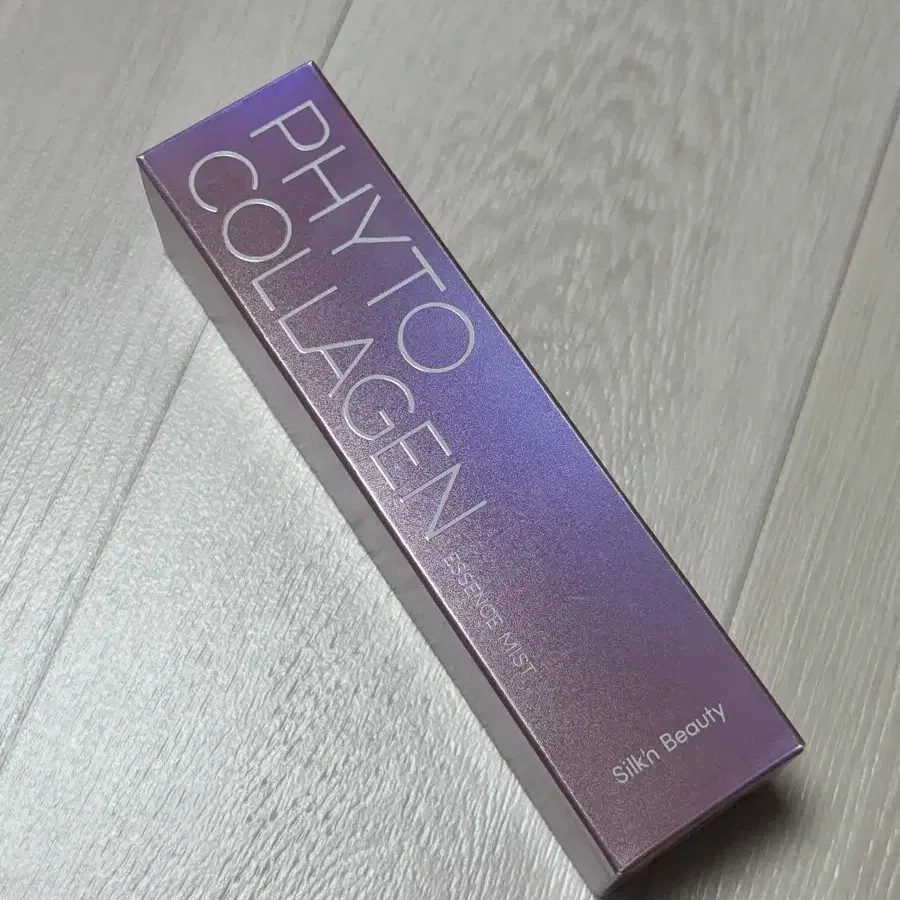 PHYTO
COLLAGEN
ESSENCE MIST
Silk'n Beauty